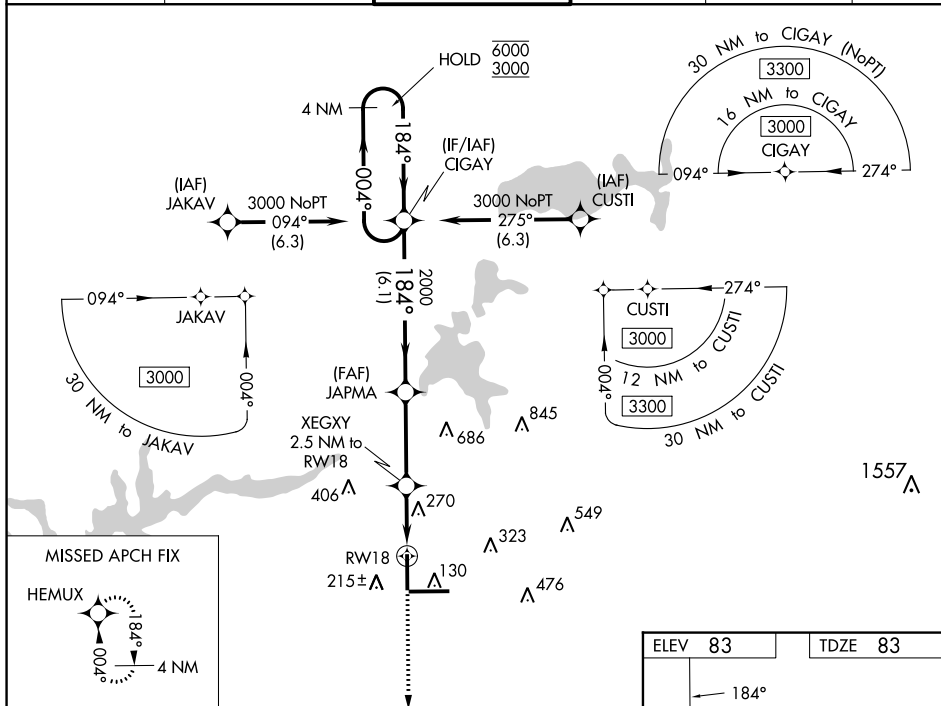 HOLD 6000
3000
4 NM
184°
004°
(IF/IAF)
CIGAY
(IAF)
JAKAV
3000 NoPT
094°
(6.3)
3000 NoPT
275°
(6.3)
(IAF)
CUSTI
30 NM to CIGAY (NoPT)
3300
16 NM to CIGAY
3000
CIGAY
094°
274°
2000
184°
(6.1)
094°
JAKAV
3000
004°
30 NM to JAKAV
274°
CUSTI
3000
004°
12 NM to CUSTI
3300
30 NM to CUSTI
(FAF)
JAPMA
XEGXY
2.5 NM to
RW18
686
845
1557
406
270
549
323
RW18
215±
130
476
MISSED APCH FIX
HEMUX
184°
004°
4 NM
ELEV 83
TDZE 83
184°